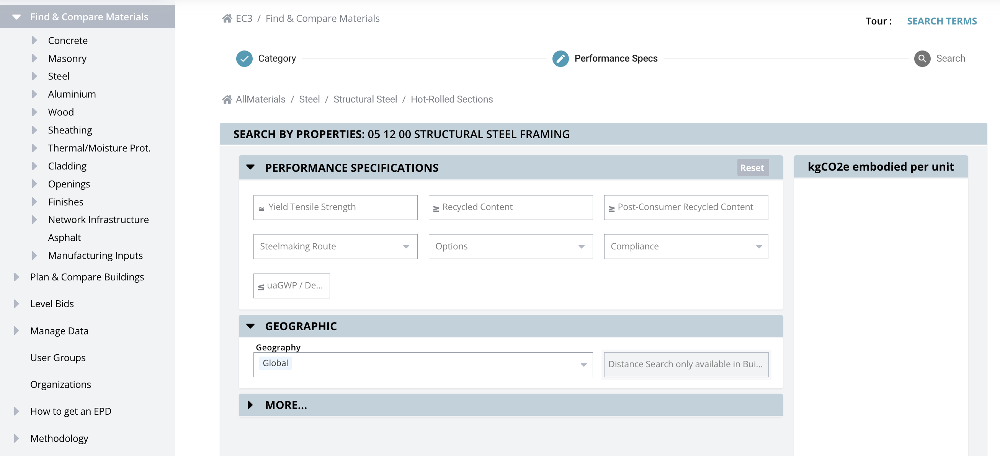 Find & Compare Materials
Concrete
Masonry
Steel
Aluminium
Wood
Sheathing
Thermal/Moisture Prot.
Cladding
Openings
Finishes
Network Infrastructure
Asphalt
Manufacturing Inputs
Plan & Compare Buildings
Level Bids
Manage Data
User Groups
Organizations
How to get an EPD
Methodology
EC3 / Find & Compare Materials
Tour : SEARCH TERMS
Category Performance Specs Search
AllMaterials / Steel / Structural Steel / Hot-Rolled Sections
SEARCH BY PROPERTIES: 05 12 00 STRUCTURAL STEEL FRAMING
PERFORMANCE SPECIFICATIONS Reset
≅ Yield Tensile Strength ≥ Recycled Content ≥ Post-Consumer Recycled Content
Steelmaking Route Options Compliance
≤ uaGWP / De...
GEOGRAPHIC
Geography
Global Distance Search only available in Bui...
MORE...
kgCO2e embodied per unit